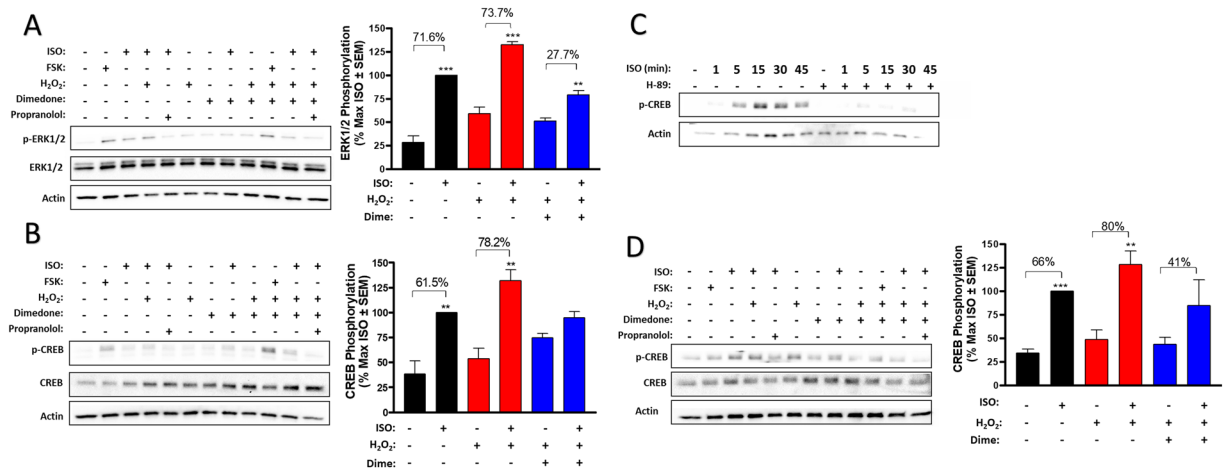 A
ISO: - - + + + - - + - - + +
FSK: - + - - - - - - - + - -
H₂O₂: - - - + - + - - + + + +
Dimedone: - - - - - - + + + + + +
Propranolol: - - - - + - - - - - - +
p-ERK1/2
ERK1/2
Actin
ERK1/2 Phosphorylation
(% Max ISO ± SEM)
150
125
100
75
50
25
0
71.6%
73.7%
27.7%
***
***
**
ISO: - + - + - +
H₂O₂: - - + + + +
Dime: - - - - + +
B
ISO: - - + + + - - + - - + +
FSK: - + - - - - - - - + - -
H₂O₂: - - - + - + - - + + + +
Dimedone: - - - - - - + + + + + +
Propranolol: - - - - + - - - - - - +
p-CREB
CREB
Actin
CREB Phosphorylation
(% Max ISO ± SEM)
150
125
100
75
50
25
0
61.5%
78.2%
**
**
ISO: - + - + - +
H₂O₂: - - + + + +
Dime: - - - - + +
C
ISO (min): - 1 5 15 30 45 - 1 5 15 30 45
H-89: - - - - - - + + + + + +
p-CREB
Actin
D
ISO: - - + + + - - + - - + +
FSK: - + - - - - - - - + - -
H₂O₂: - - - + - + - - + + + +
Dimedone: - - - - - - + + + + + +
Propranolol: - - - - + - - - - - - +
p-CREB
CREB
Actin
CREB Phosphorylation
(% Max ISO ± SEM)
150
125
100
75
50
25
0
66%
80%
41%
***
**
ISO: - + - + - +
H₂O₂: - - + + + +
Dime: - - - - + +